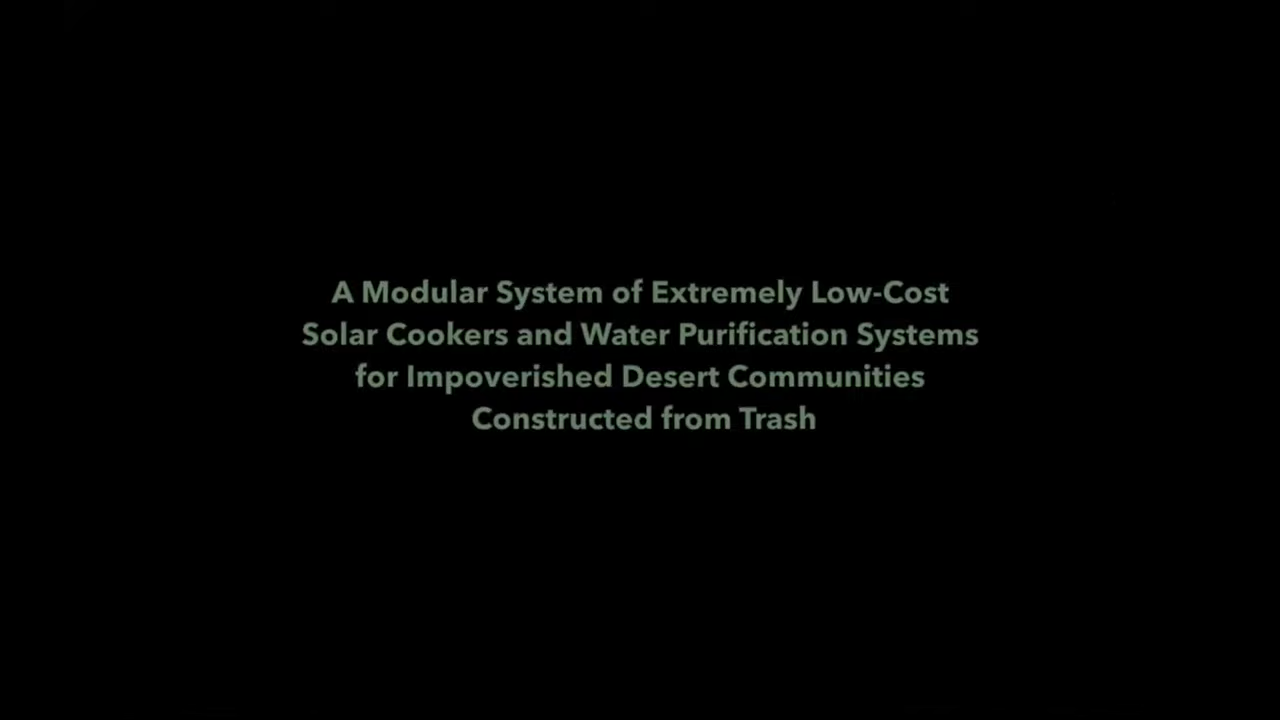 A Modular System of Extremely Low-Cost
Solar Cookers and Water Purification Systems
for Impoverished Desert Communities
Constructed from Trash